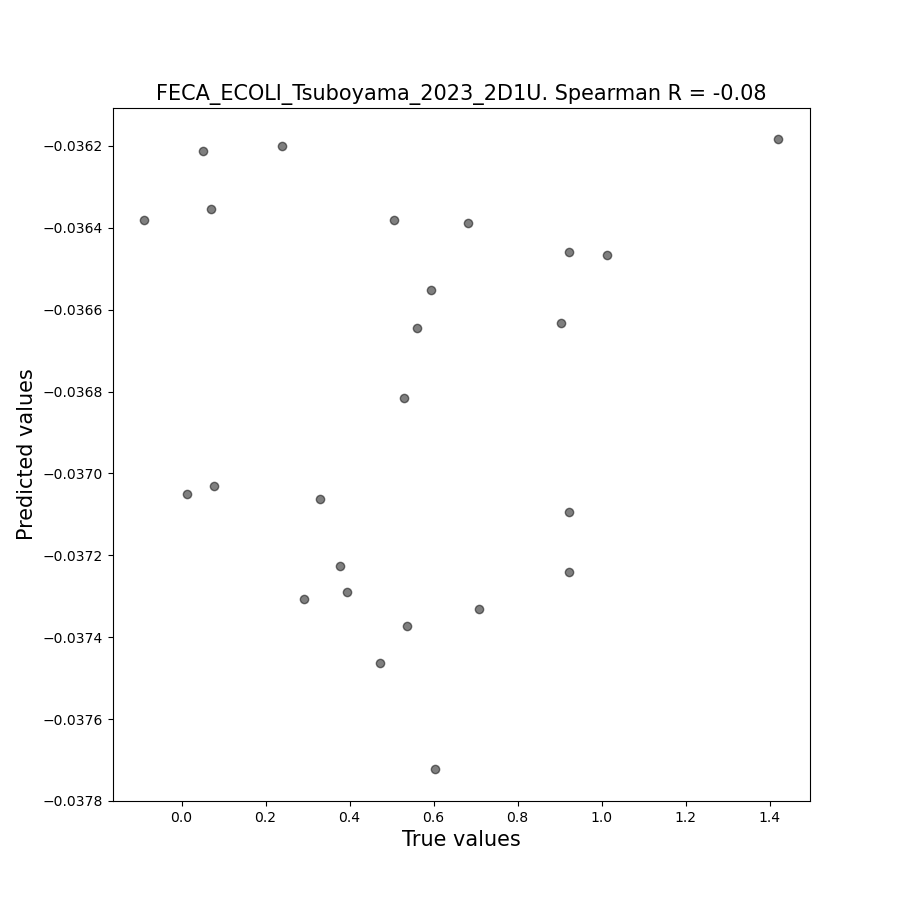 FECA_ECOLI_Tsuboyama_2023_2D1U. Spearman R = -0.08
Predicted values
−0.0362
−0.0364
−0.0366
−0.0368
−0.0370
−0.0372
−0.0374
−0.0376
−0.0378
0.0 0.2 0.4 0.6 0.8 1.0 1.2 1.4
True values